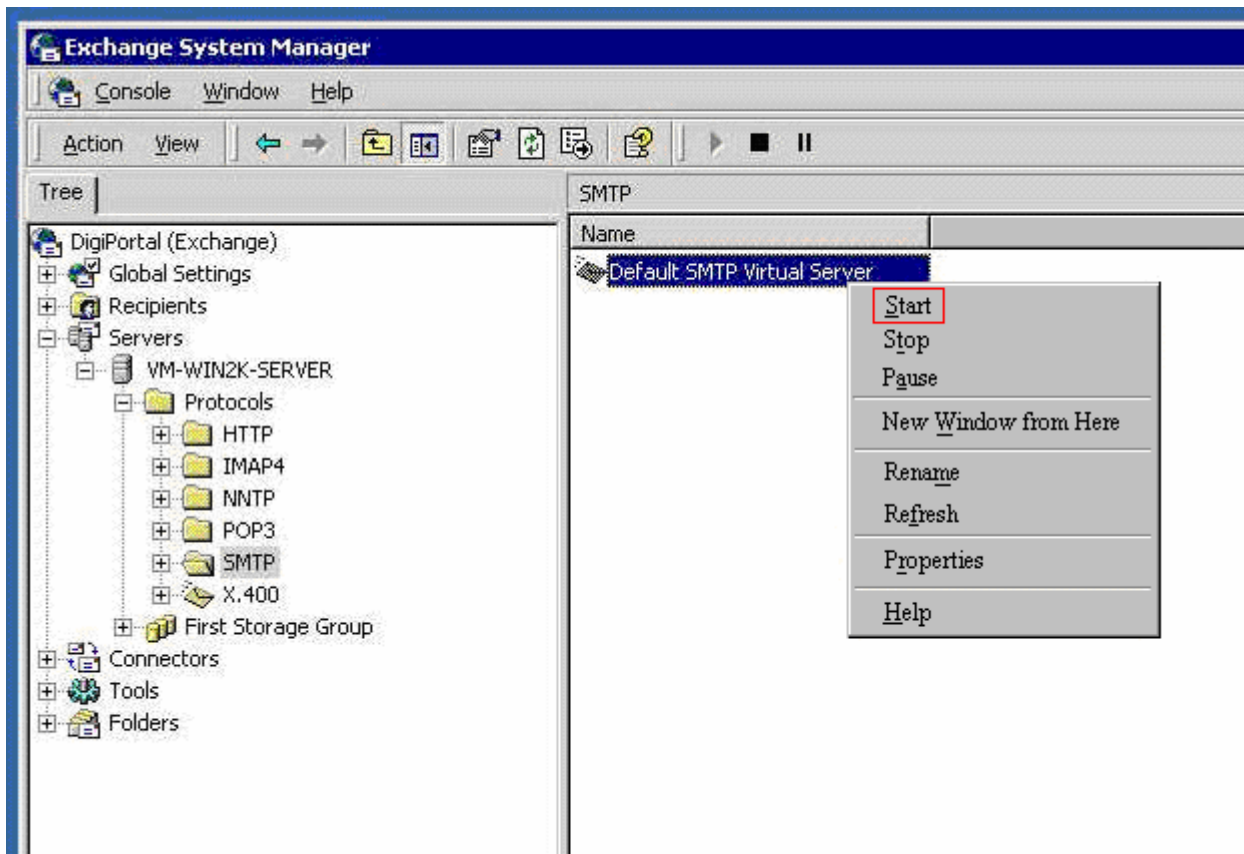 Exchange System Manager
Console Window Help
Action View
Tree
SMTP
Name
DigiPortal (Exchange)
Global Settings
Recipients
Servers
VM-WIN2K-SERVER
Protocols
HTTP
IMAP4
NNTP
POP3
SMTP
X.400
First Storage Group
Connectors
Tools
Folders
Default SMTP Virtual Server
Start
Stop
Pause
New Window from Here
Rename
Refresh
Properties
Help